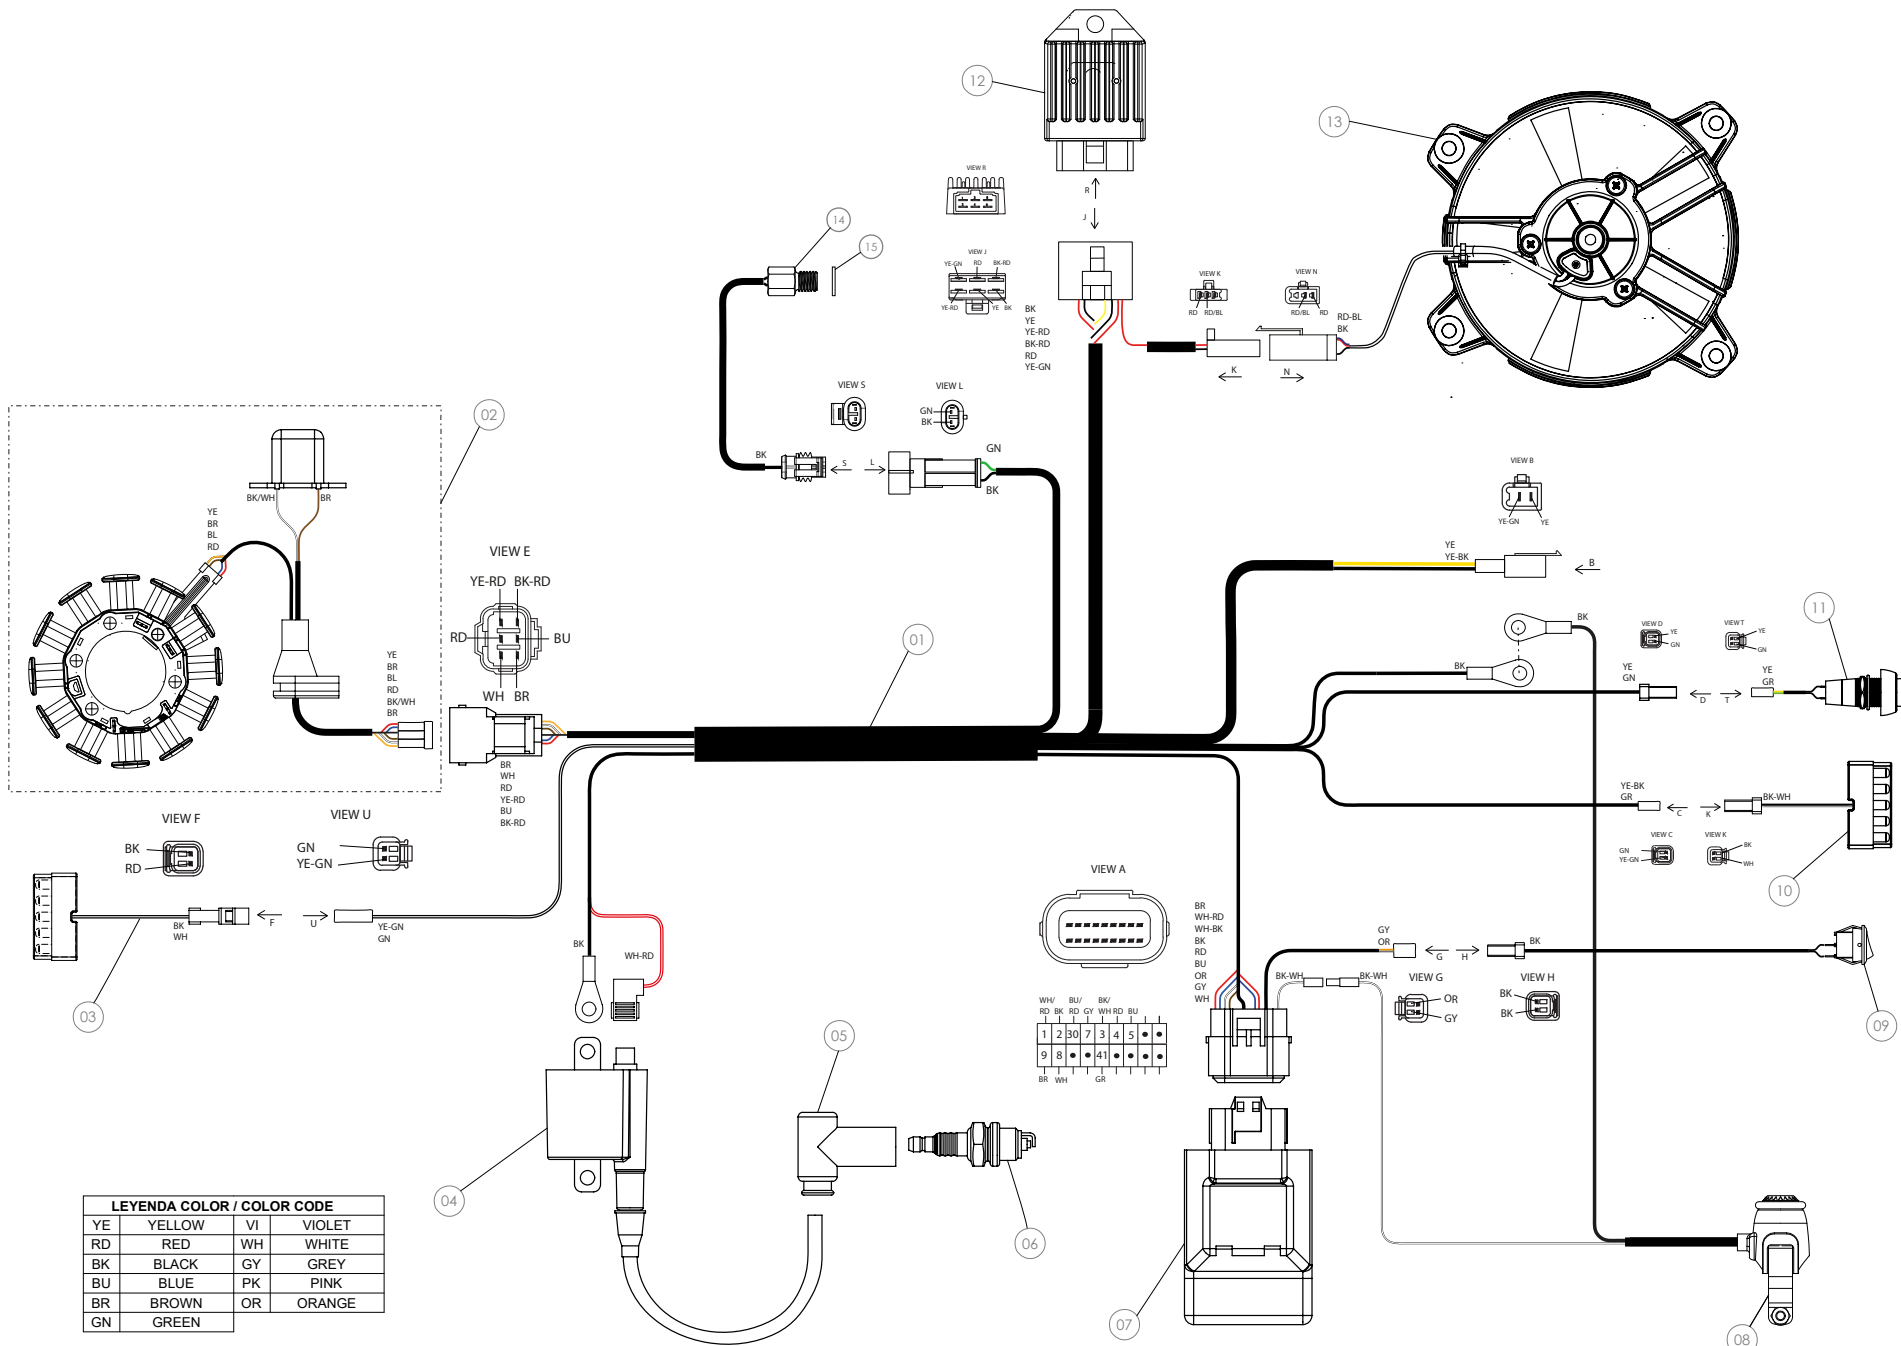 12
13
VIEW R
R
J
14
15
VIEW J
YE-GN RD BK-RD
YE-RD YE BK
BK
YE
YE-RD
BK-RD
RD
YE-GN
VIEW K
RD RD/BL
VIEW N
RD/BL RD
RD-BL
BK
K
N
VIEW S
VIEW L
GN
BK
BK
S
L
GN
BK
02
BK/WH
BR
YE
BR
BL
RD
VIEW E
YE-RD BK-RD
RD
BU
WH BR
YE
BR
BL
RD
BK/WH
BR
BR
WH
RD
YE-RD
BU
BK-RD
01
VIEW B
YE-GN YE
YE
YE-BK
B
BK
BK
VIEW D
YE
GN
VIEW T
YE
GN
11
YE
GN
D
T
YE
GR
YE-BK
GR
C
K
BK-WH
VIEW C
GN
YE-GN
VIEW K
BK
WH
10
VIEW F
BK
RD
VIEW U
GN
YE-GN
BK
WH
F
U
YE-GN
GN
03
BK
WH-RD
VIEW A
BR
WH-RD
WH-BK
BK
RD
BU
OR
GY
WH
WH/ BU/ BK/
RD BK RD GY WH RD BU
1 2 30 7 3 4 5 • •
9 8 • • 41 • • • •
BR WH GR
GY
OR
G
H
BK
BK-WH
BK-WH
VIEW G
OR
GY
VIEW H
BK
BK
09
04
05
06
07
08
LEYENDA COLOR / COLOR CODE
YE YELLOW VI VIOLET
RD RED WH WHITE
BK BLACK GY GREY
BU BLUE PK PINK
BR BROWN OR ORANGE
GN GREEN